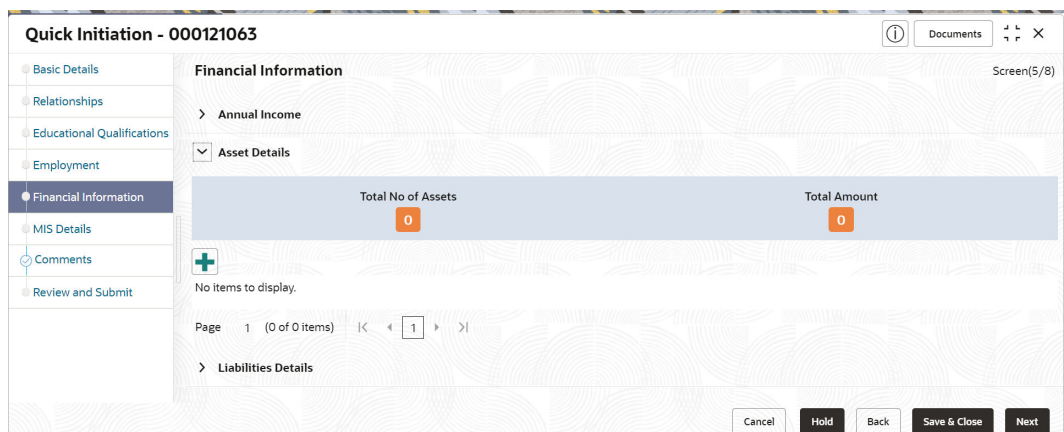 Quick Initiation - 000121063
Documents
Basic Details
Relationships
Educational Qualifications
Employment
Financial Information
MIS Details
Comments
Review and Submit
Financial Information
Screen(5/8)
Annual Income
Asset Details
Total No of Assets
0
Total Amount
0
No items to display.
Page 1 (0 of 0 items) 1
Liabilities Details
Cancel Hold Back Save & Close Next